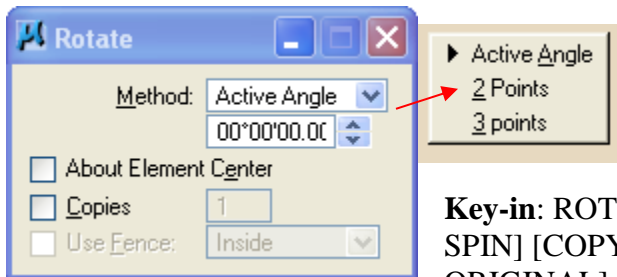 Rotate
Method: Active Angle
00°00'00.00
About Element Center
Copies 1
Use Fence: Inside
Active Angle
2 Points
3 points
Key-in: ROT
SPIN] [COPY
ORIGINAL]